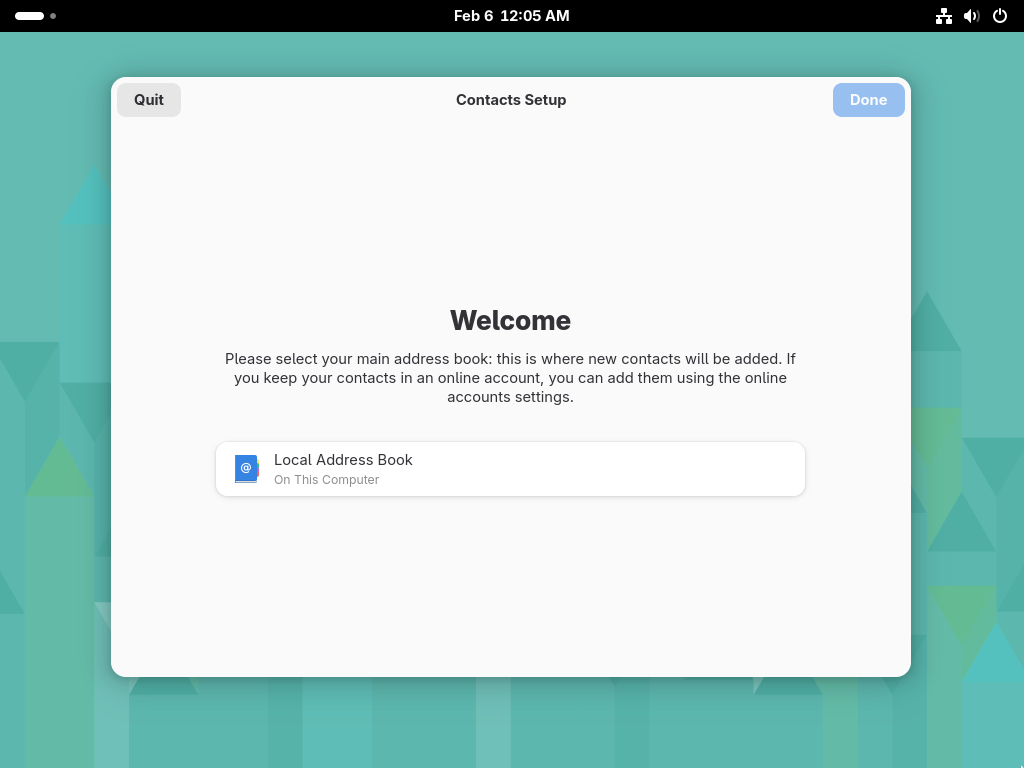 Feb 6 12:05 AM
Quit
Contacts Setup
Done
Welcome
Please select your main address book: this is where new contacts will be added. If
you keep your contacts in an online account, you can add them using the online
accounts settings.
@
Local Address Book
On This Computer